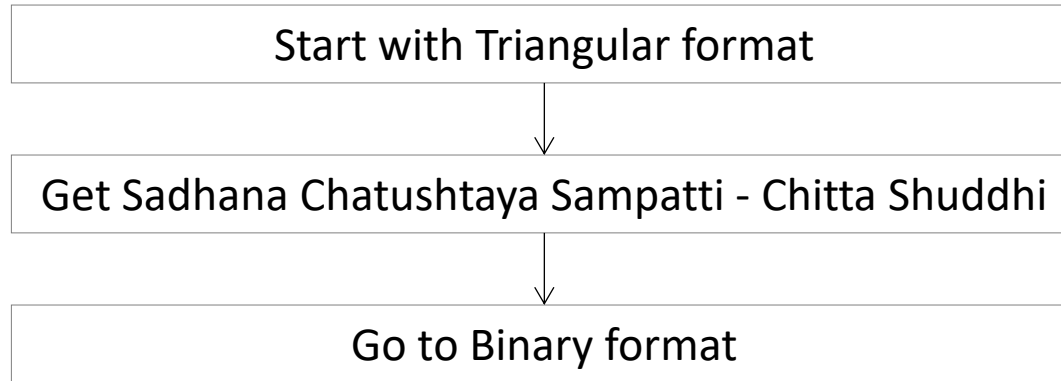 Start with Triangular format
Get Sadhana Chatushtaya Sampatti - Chitta Shuddhi
Go to Binary format